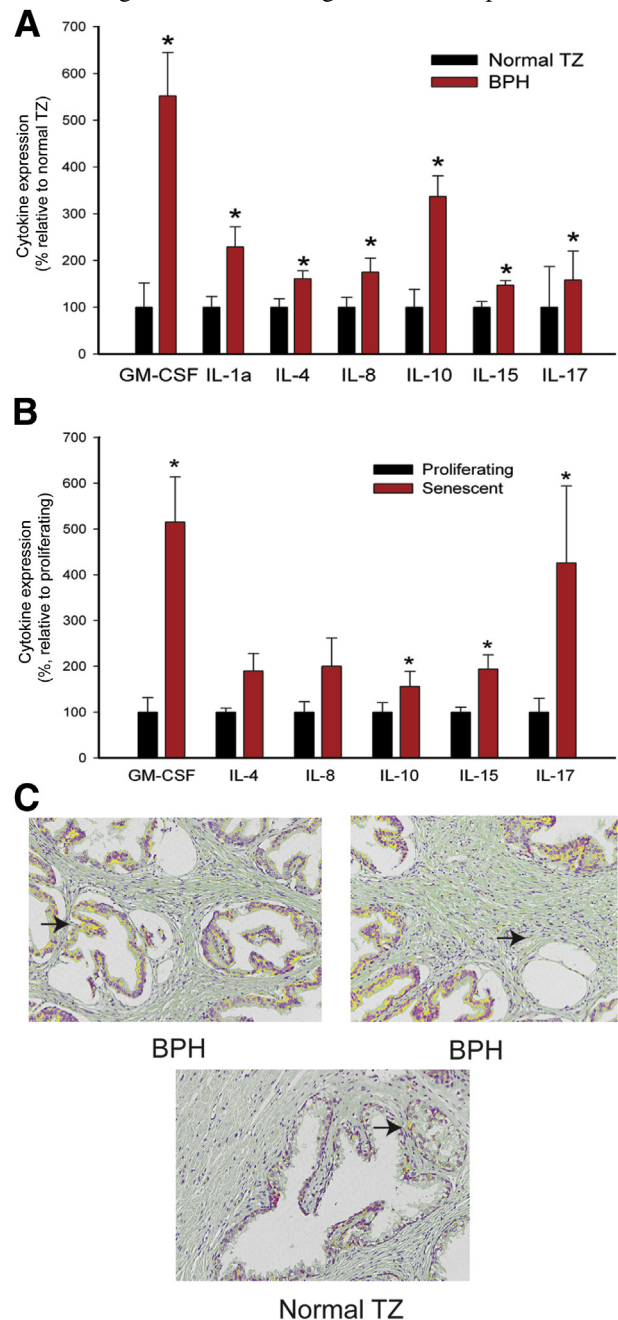 A
Cytokine expression
(% relative to normal TZ)
700
600
500
400
300
200
100
0
*
*
*
*
*
*
*
Normal TZ
BPH
GM-CSF IL-1a IL-4 IL-8 IL-10 IL-15 IL-17
B
Cytokine expression
(%, relative to proliferating)
700
600
500
400
300
200
100
0
*
*
*
*
Proliferating
Senescent
GM-CSF IL-4 IL-8 IL-10 IL-15 IL-17
C
BPH
BPH
Normal TZ